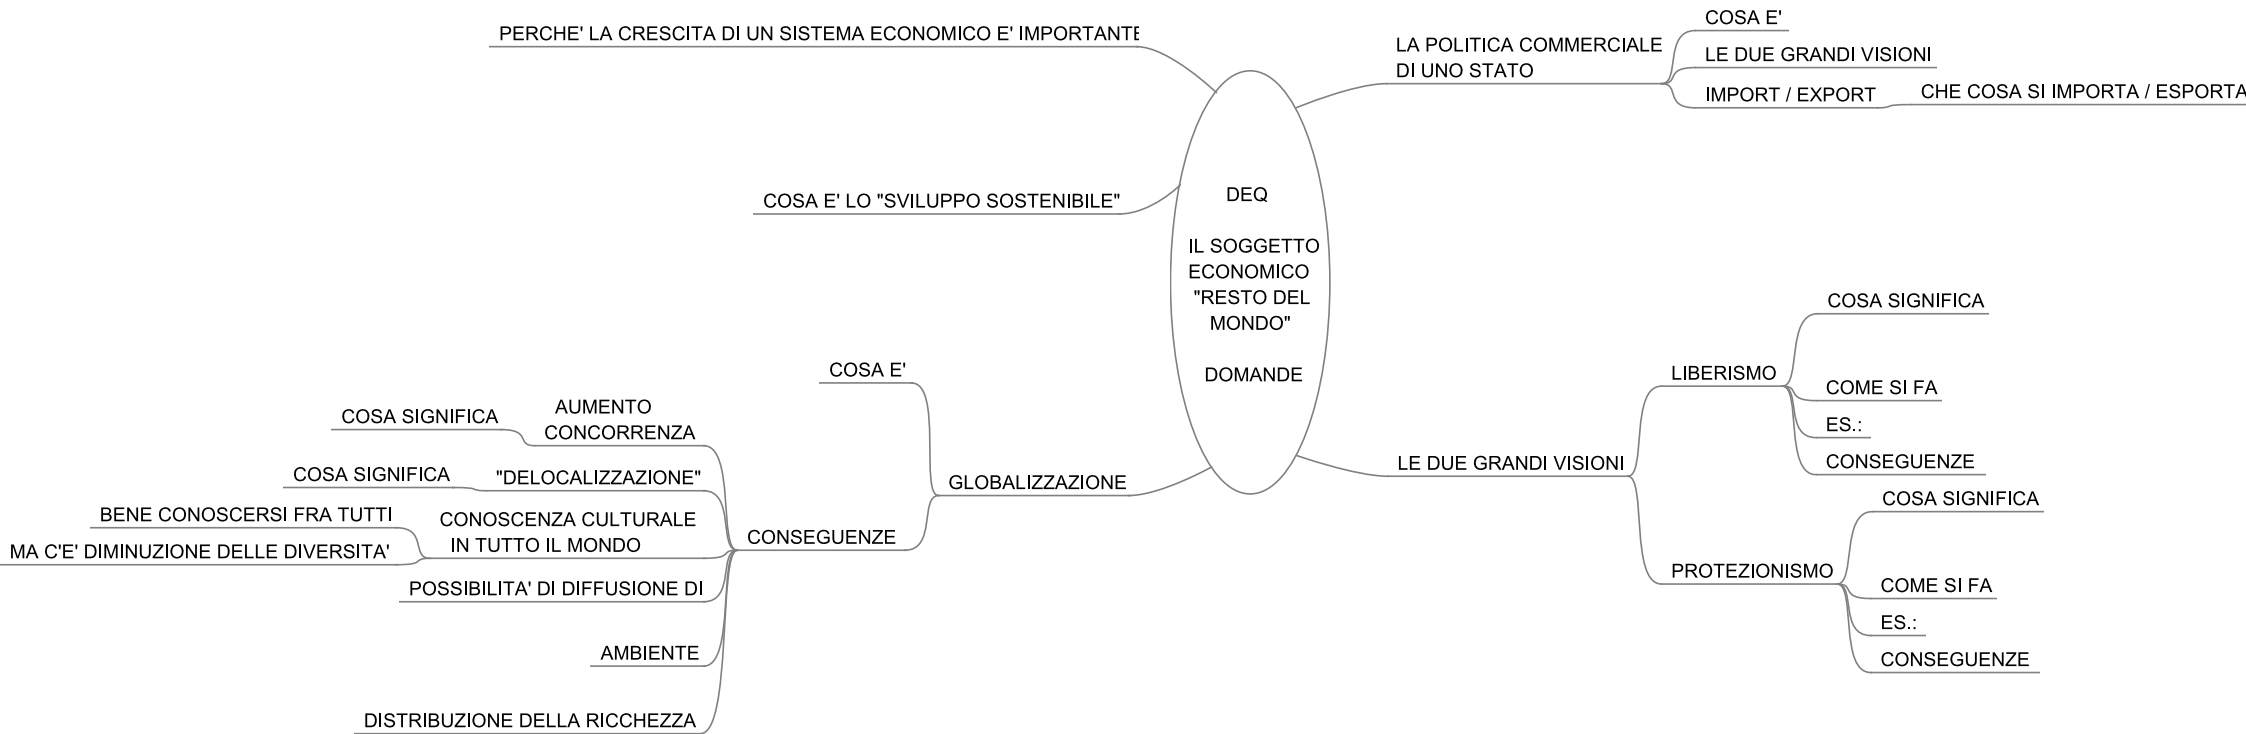 PERCHE' LA CRESCITA DI UN SISTEMA ECONOMICO E' IMPORTANTE
COSA E' LO "SVILUPPO SOSTENIBILE"
DEQ
IL SOGGETTO
ECONOMICO
"RESTO DEL
MONDO"
DOMANDE
LA POLITICA COMMERCIALE
DI UNO STATO
COSA E'
LE DUE GRANDI VISIONI
IMPORT / EXPORT
CHE COSA SI IMPORTA / ESPORTA
LE DUE GRANDI VISIONI
LIBERISMO
COSA SIGNIFICA
COME SI FA
ES.:
CONSEGUENZE
PROTEZIONISMO
COSA SIGNIFICA
COME SI FA
ES.:
CONSEGUENZE
GLOBALIZZAZIONE
COSA E'
CONSEGUENZE
AUMENTO
CONCORRENZA
COSA SIGNIFICA
"DELOCALIZZAZIONE"
COSA SIGNIFICA
CONOSCENZA CULTURALE
IN TUTTO IL MONDO
BENE CONOSCERSI FRA TUTTI
MA C'E' DIMINUZIONE DELLE DIVERSITA'
POSSIBILITA' DI DIFFUSIONE DI
AMBIENTE
DISTRIBUZIONE DELLA RICCHEZZA